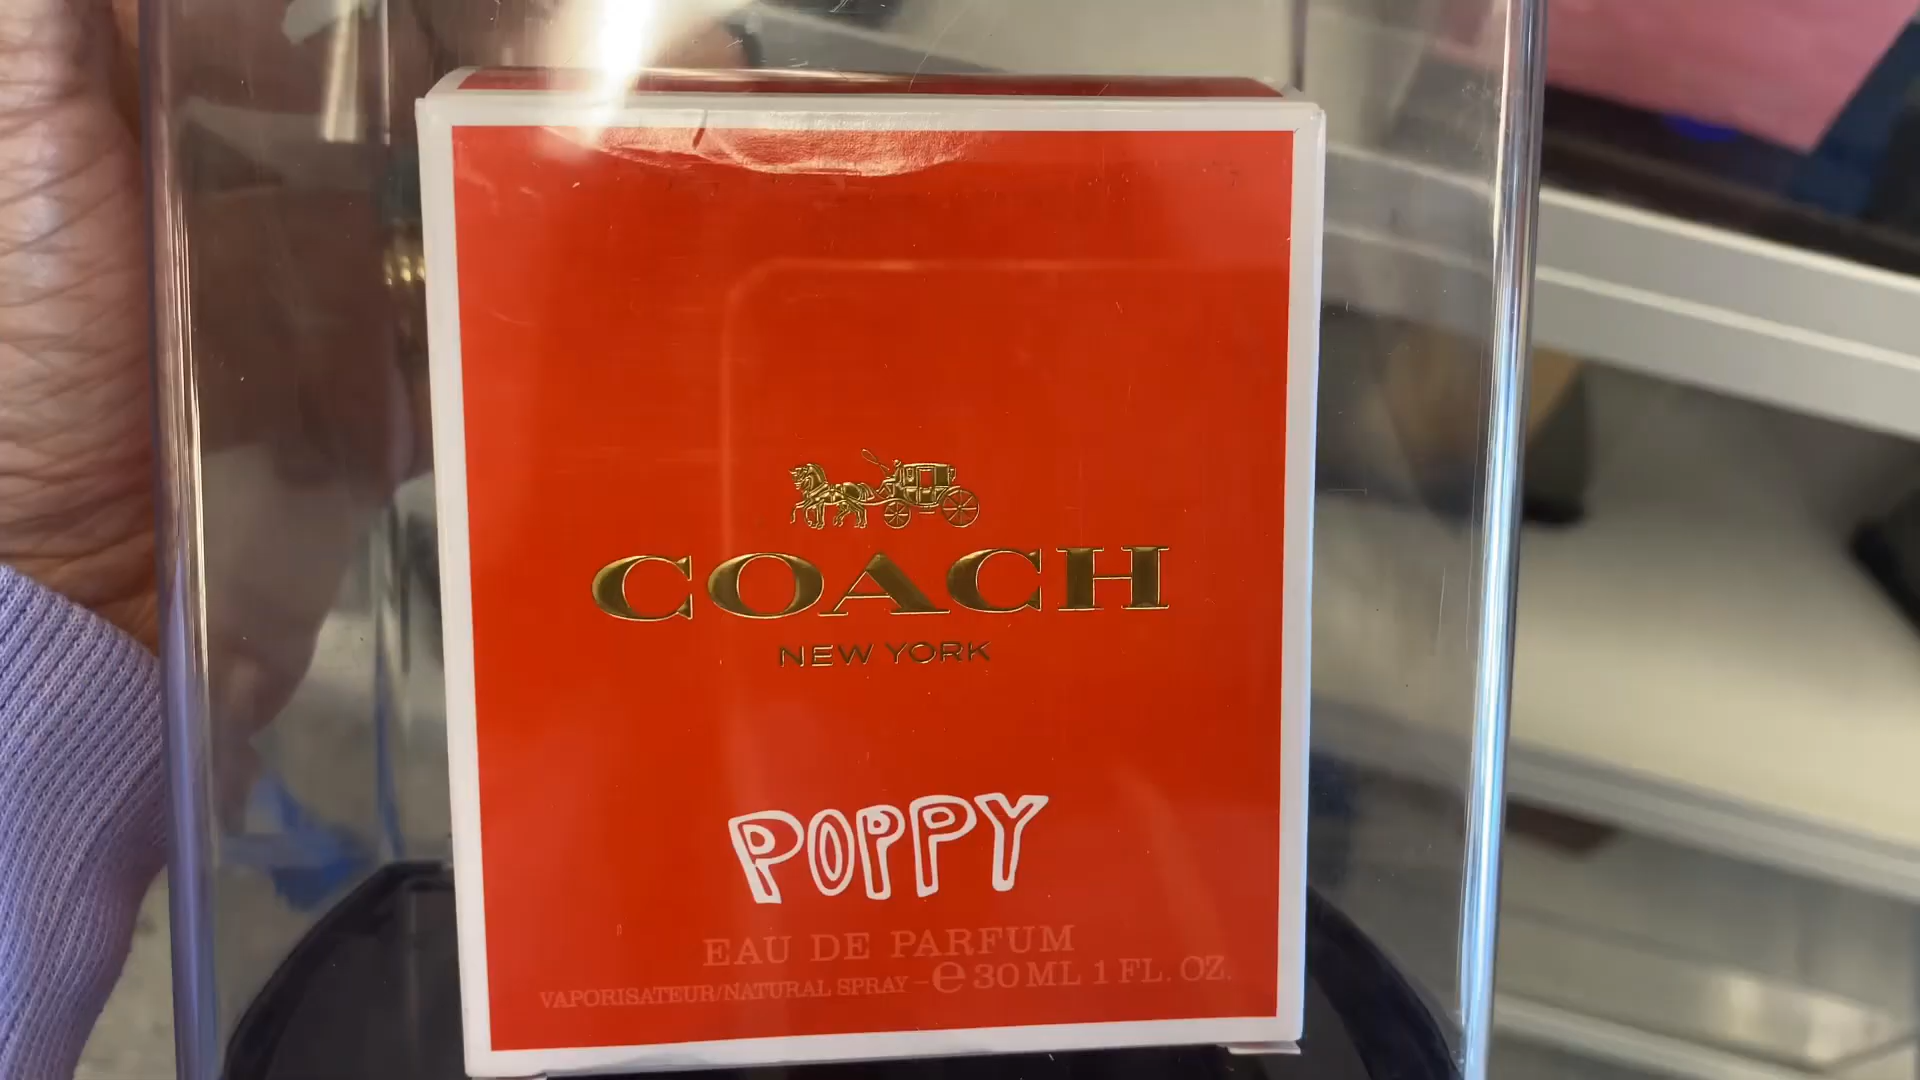 COACH
NEW YORK
POPPY
EAU DE PARFUM
VAPORISATEUR/NATURAL SPRAY – ℮ 30 ML 1 FL. OZ.